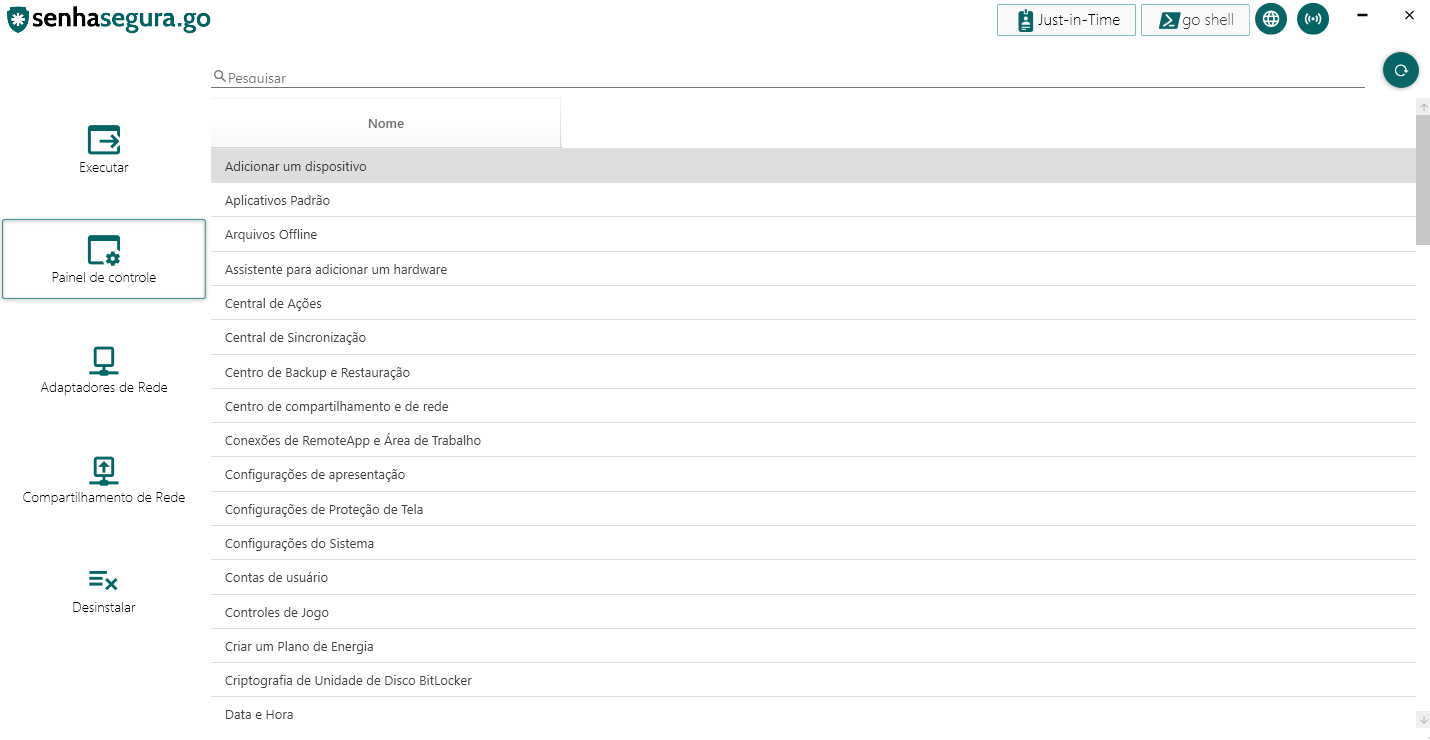 senhasegura.go
Just-in-Time
go shell
Pesquisar
Nome
Executar
Painel de controle
Adaptadores de Rede
Compartilhamento de Rede
Desinstalar
Adicionar um dispositivo
Aplicativos Padrão
Arquivos Offline
Assistente para adicionar um hardware
Central de Ações
Central de Sincronização
Centro de Backup e Restauração
Centro de compartilhamento e de rede
Conexões de RemoteApp e Área de Trabalho
Configurações de apresentação
Configurações de Proteção de Tela
Configurações do Sistema
Contas de usuário
Controles de Jogo
Criar um Plano de Energia
Criptografia de Unidade de Disco BitLocker
Data e Hora